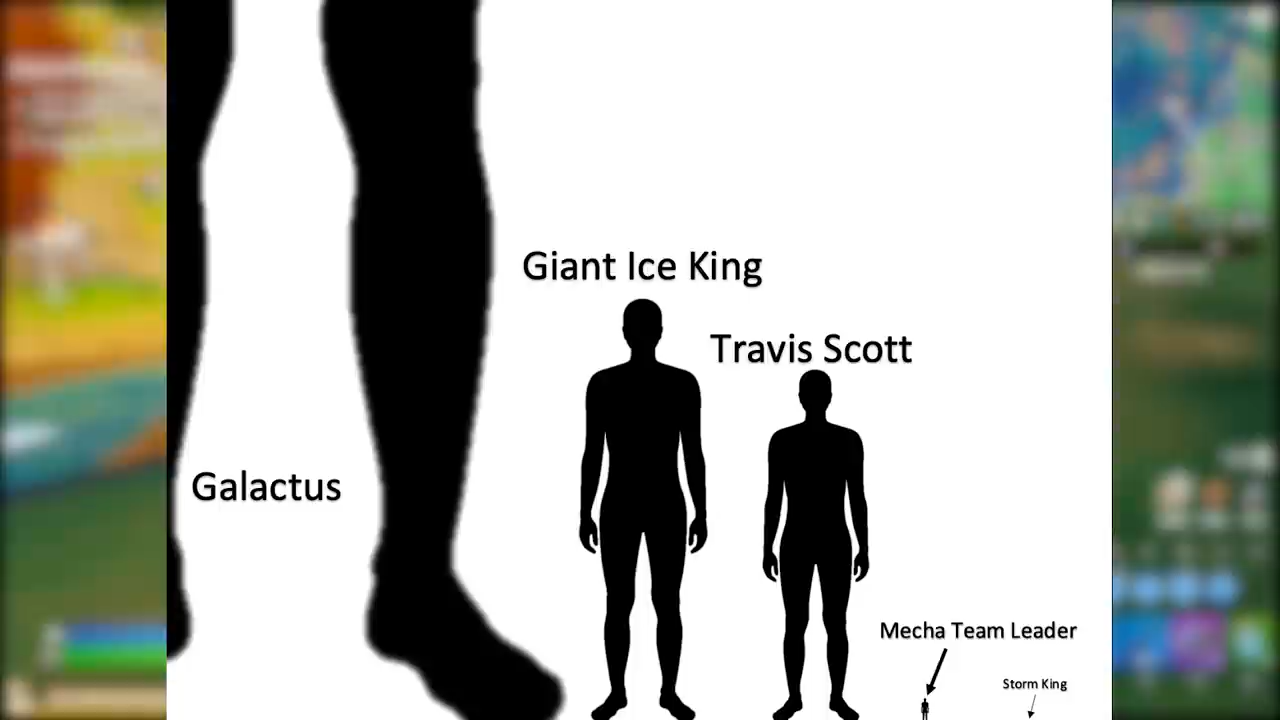 Giant Ice King
Travis Scott
Galactus
Mecha Team Leader
Storm King